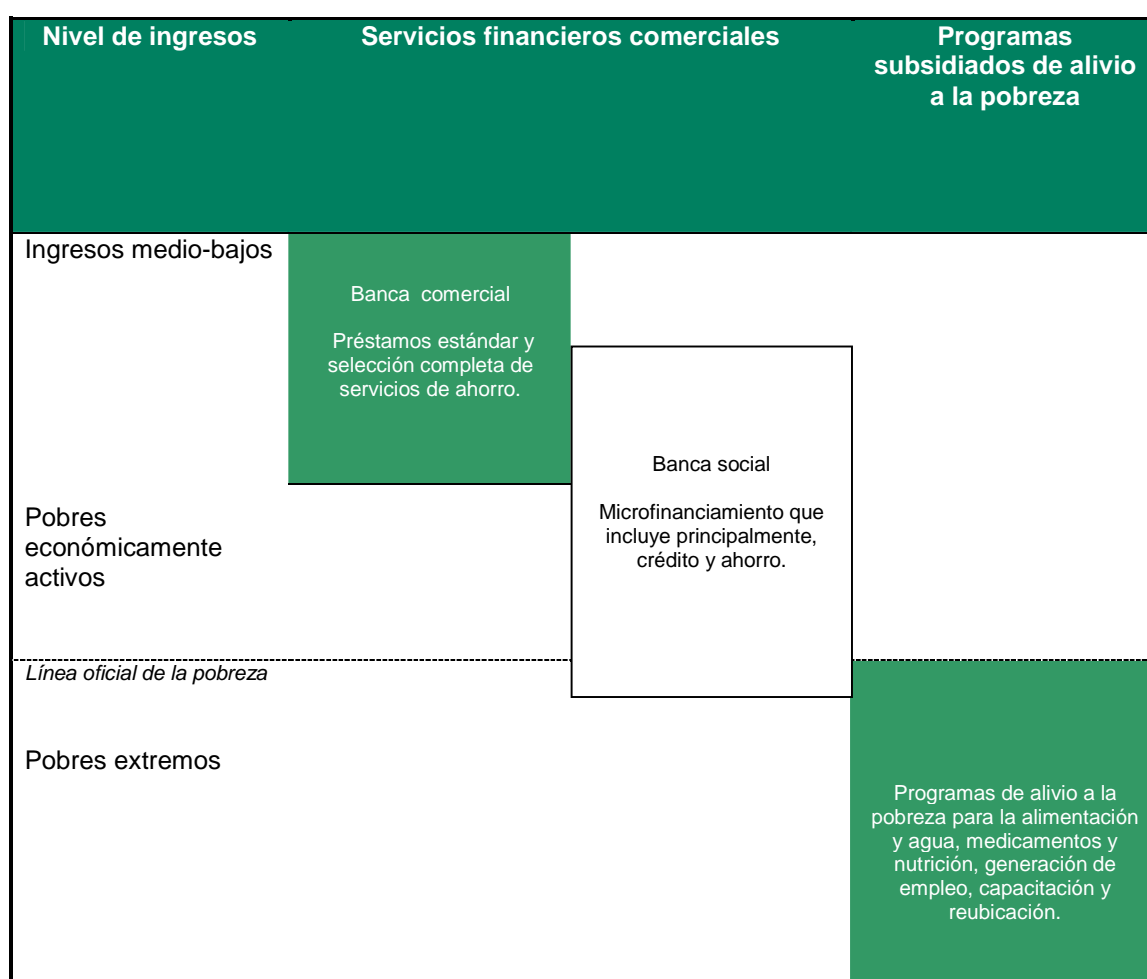 Nivel de ingresos
Servicios financieros comerciales
Programas
subsidiados de alivio
a la pobreza
Ingresos medio-bajos
Banca comercial
Préstamos estándar y
selección completa de
servicios de ahorro.
Banca social
Microfinanciamiento que
incluye principalmente,
crédito y ahorro.
Pobres
económicamente
activos
Línea oficial de la pobreza
Pobres extremos
Programas de alivio a la
pobreza para la alimentación
y agua, medicamentos y
nutrición, generación de
empleo, capacitación y
reubicación.